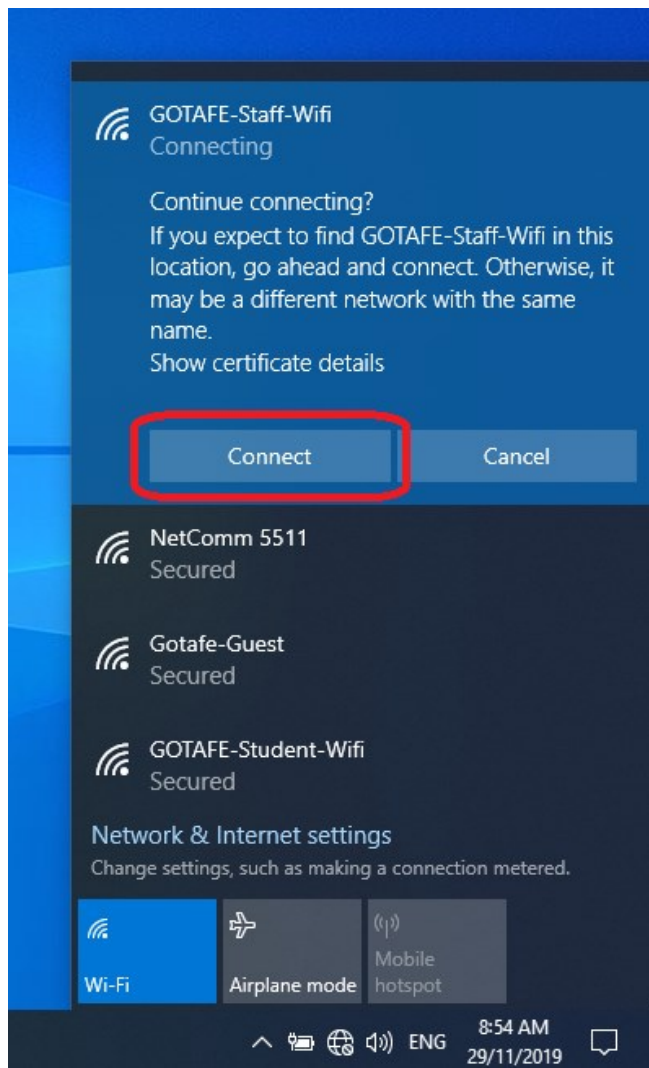 GOTAFE-Staff-Wifi
Connecting
Continue connecting?
If you expect to find GOTAFE-Staff-Wifi in this
location, go ahead and connect. Otherwise, it
may be a different network with the same
name.
Show certificate details
Connect
Cancel
NetComm 5511
Secured
Gotafe-Guest
Secured
GOTAFE-Student-Wifi
Secured
Network & Internet settings
Change settings, such as making a connection metered.
Wi-Fi
Airplane mode
Mobile
hotspot
ENG
8:54 AM
29/11/2019